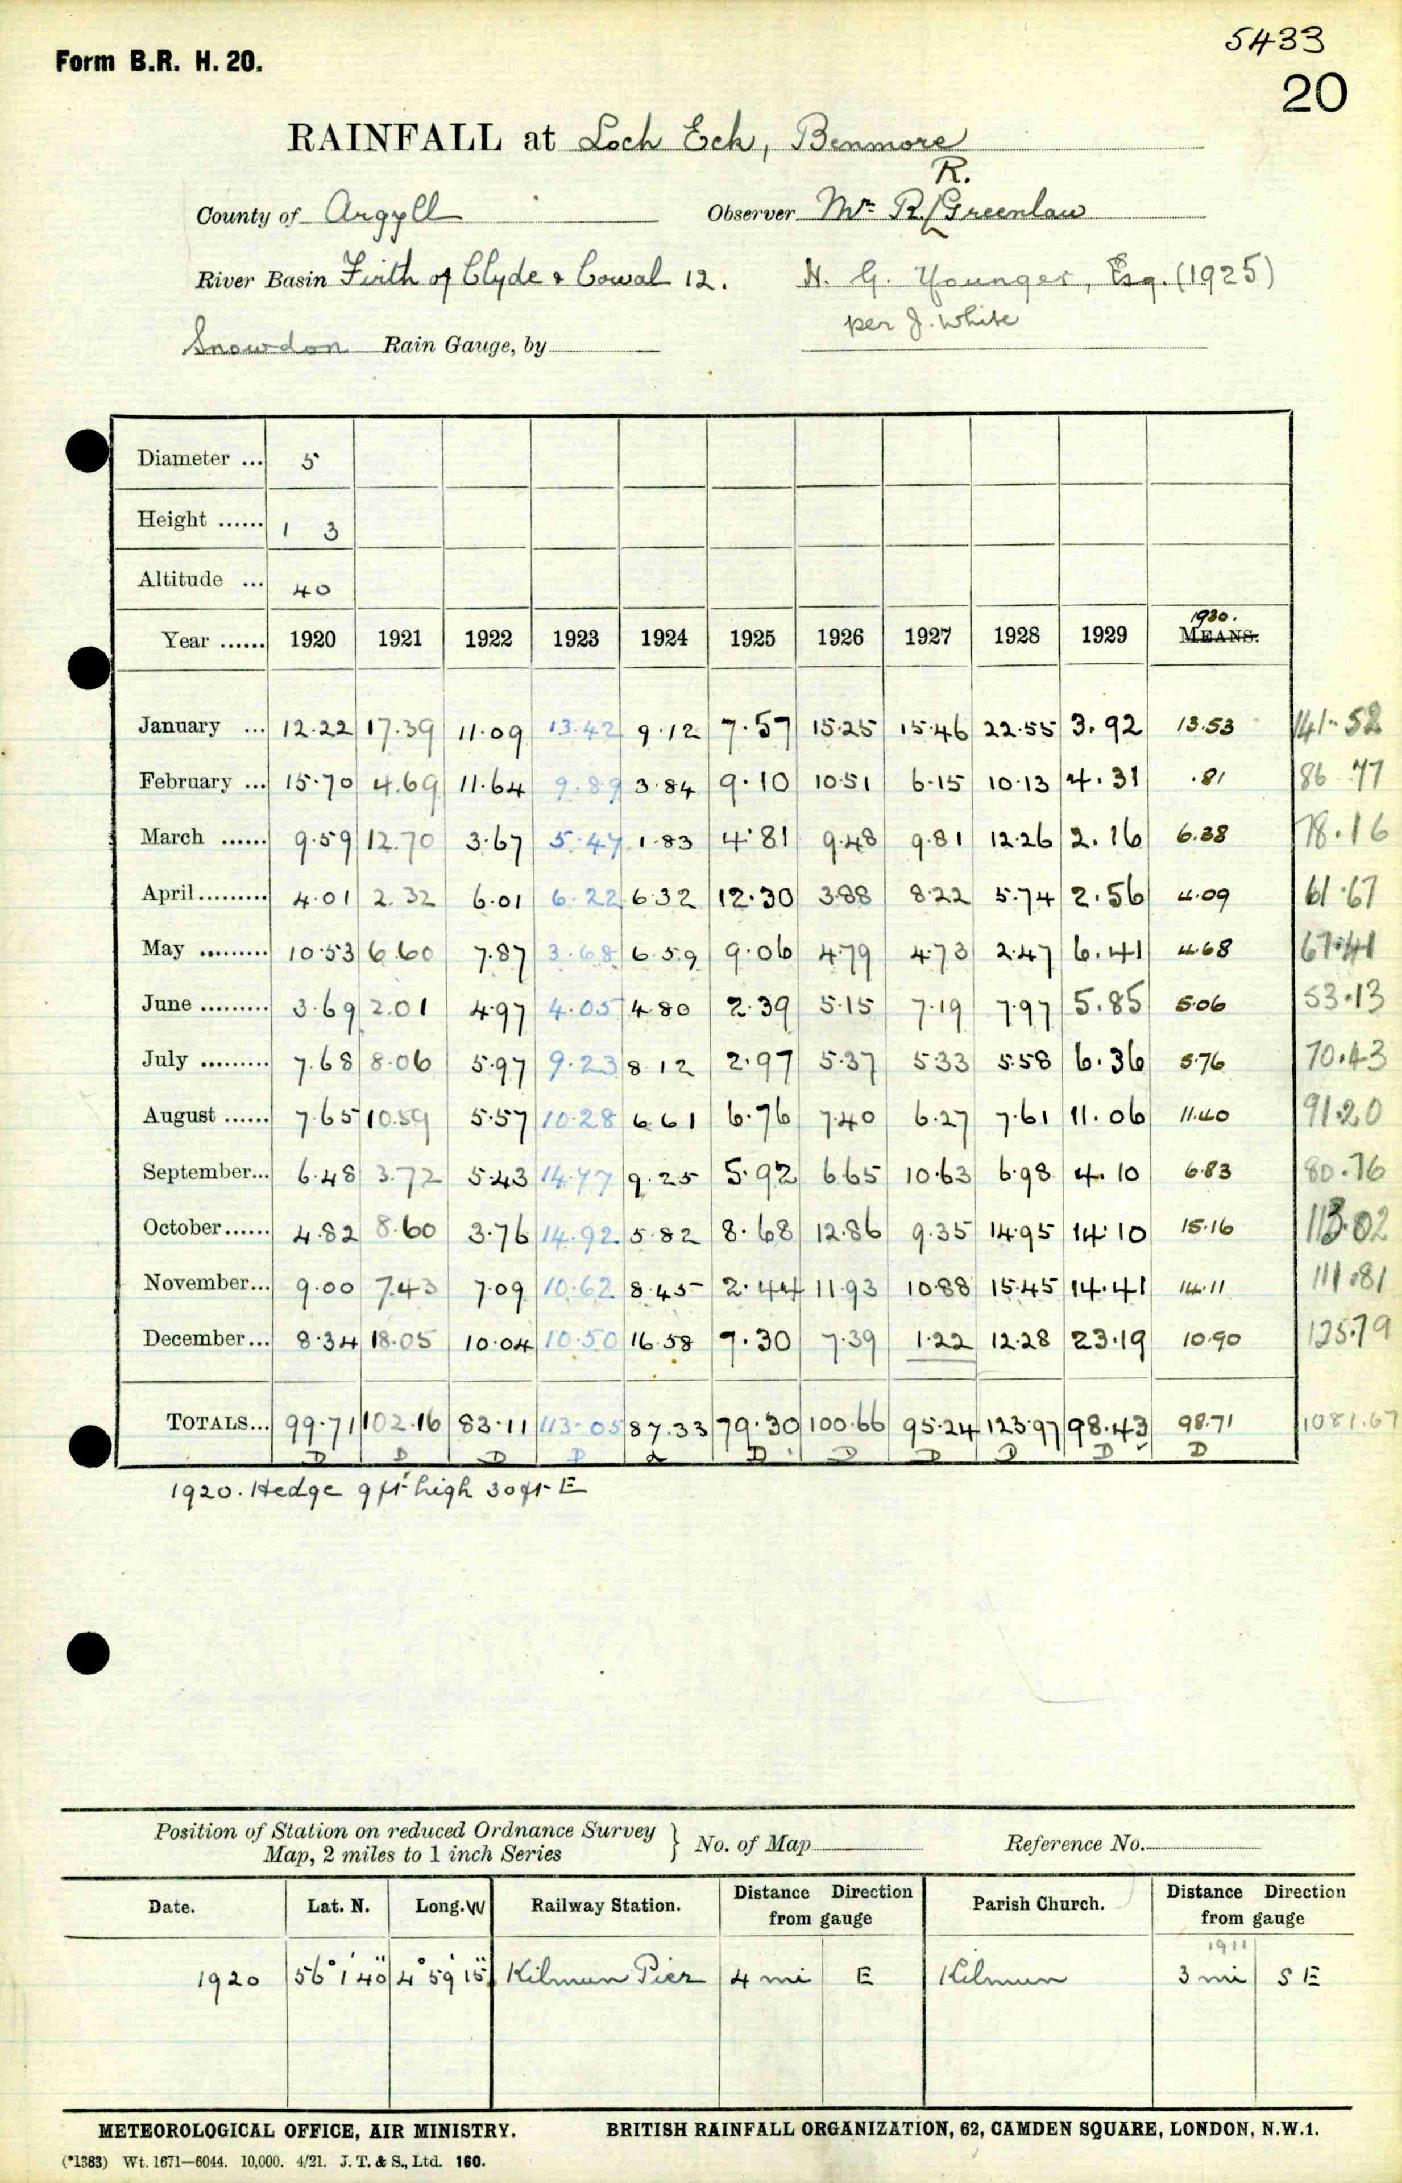 5433
Form B.R. H. 20.
20
RAINFALL at Loch Eck, Benmore
R.
County of Argyll Observer Mr R. Greenlaw
River Basin Firth of Clyde & Cowal 12. H. G. Younger, Esq. (1925)
per J. White
Snowdon Rain Gauge, by
Diameter ... 5
Height ...... 1 3
Altitude ... 40
1930.
Year ...... 1920 1921 1922 1923 1924 1925 1926 1927 1928 1929 MEANS.
January ... 12.22 17.39 11.09 13.42 9.12 7.57 15.25 15.46 22.55 3.92 13.53 141.52
February ... 15.70 4.69 11.64 9.89 3.84 9.10 10.51 6.15 10.13 4.31 .81 86.77
March ...... 9.59 12.70 3.67 5.47 1.83 4.81 9.48 9.81 12.26 2.16 6.38 78.16
April ......... 4.01 2.32 6.01 6.22 6.32 12.30 3.88 8.22 5.74 2.56 4.09 61.67
May ......... 10.53 6.60 7.87 3.68 6.59 9.06 4.79 4.73 2.47 6.41 4.68 67.41
June ......... 3.69 2.01 4.97 4.05 4.80 2.39 5.15 7.19 7.97 5.85 5.06 53.13
July ......... 7.68 8.06 5.97 9.23 8.12 2.97 5.37 5.33 5.58 6.36 5.76 70.43
August ...... 7.65 10.59 5.57 10.28 6.61 6.76 7.40 6.27 7.61 11.06 11.40 91.20
September... 6.48 3.72 5.43 14.77 9.25 5.92 6.65 10.63 6.98 4.10 6.83 80.76
October ...... 4.82 8.60 3.76 14.92 5.82 8.68 12.86 9.35 14.95 14.10 15.16 113.02
November... 9.00 7.43 7.09 10.62 8.45 2.44 11.93 10.88 15.45 14.41 14.11 111.81
December... 8.34 18.05 10.04 10.50 16.58 7.30 7.39 1.22 12.28 23.19 10.90 125.79
TOTALS... 99.71 102.16 83.11 113.05 87.33 79.30 100.66 95.24 123.97 98.43 98.71 1081.67
D D D D D D D D D D
1920. Hedge 9 ft high 30 ft E
Position of Station on reduced Ordnance Survey
Map, 2 miles to 1 inch Series } No. of Map Reference No.
Date. Lat. N. Long. W Railway Station. Distance Direction from gauge Parish Church. Distance Direction from gauge
1911
1920 56° 1' 40" 4° 59' 15" Kilmun Pier 4 mi E Kilmun 3 mi S E
METEOROLOGICAL OFFICE, AIR MINISTRY. BRITISH RAINFALL ORGANIZATION, 62, CAMDEN SQUARE, LONDON, N.W.1.
(*1383) Wt. 1671—6044. 10,000. 4/21. J. T. & S., Ltd. 160.